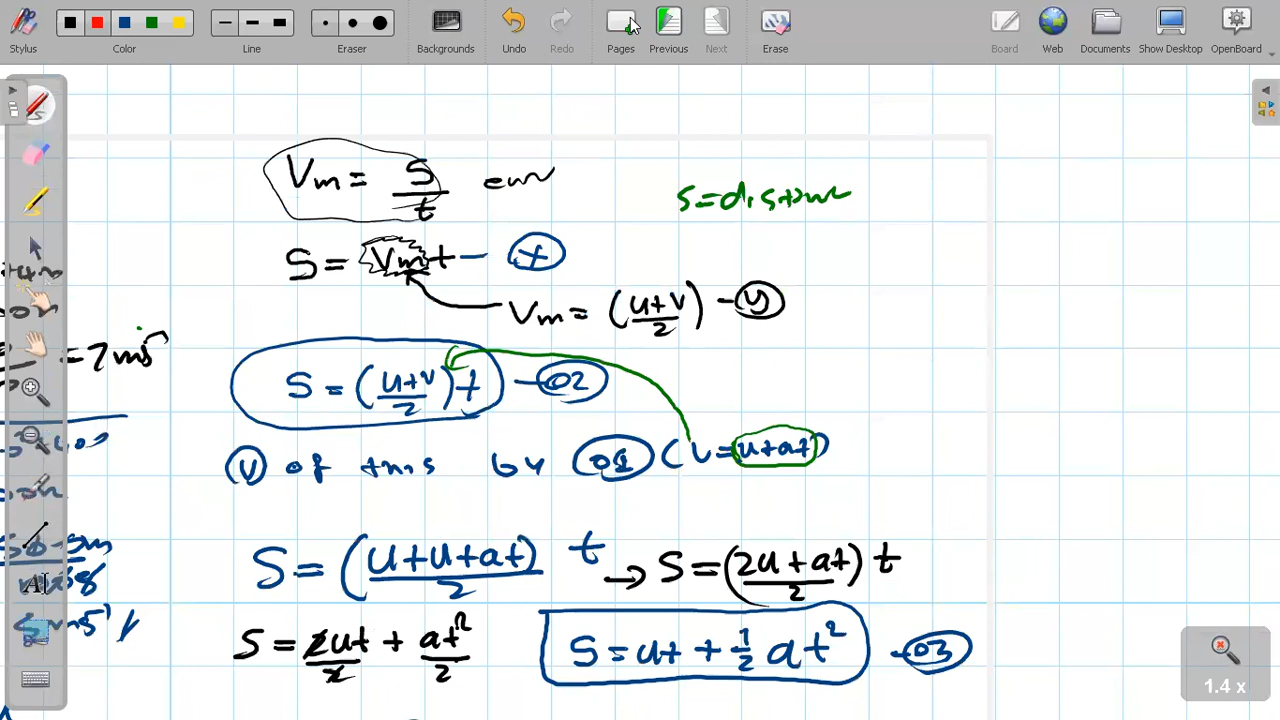 Stylus Color Line Eraser Backgrounds Undo Redo Pages Previous Next Erase Board Web Documents Show Desktop OpenBoard
Vm = S/t
S = distance
S = Vm t — (x)
Vm = ((u+v)/2) — (y)
= 7 ms
S = ((u+v)/2) t — 02
(v) of this by 01 (v = u+at)
S = ((u+u+at)/2) t → S = ((2u+at)/2) t
S = 2ut/2 + at²/2
S = ut + 1/2 at² — 03
1.4 x